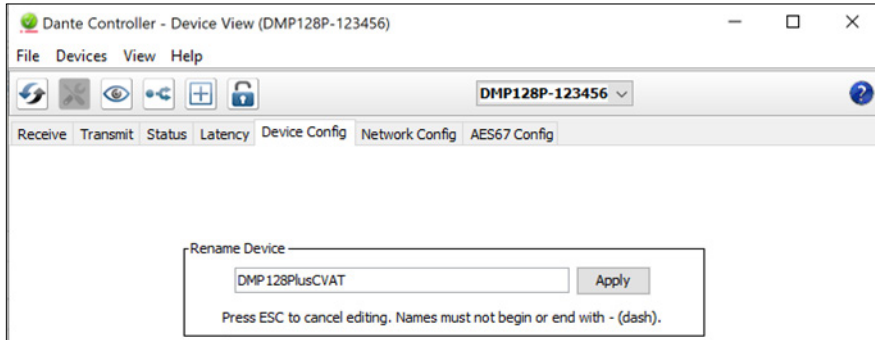 Dante Controller - Device View (DMP128P-123456)
File Devices View Help
DMP128P-123456
?
Receive Transmit Status Latency Device Config Network Config AES67 Config
Rename Device
DMP128PlusCVAT Apply
Press ESC to cancel editing. Names must not begin or end with - (dash).